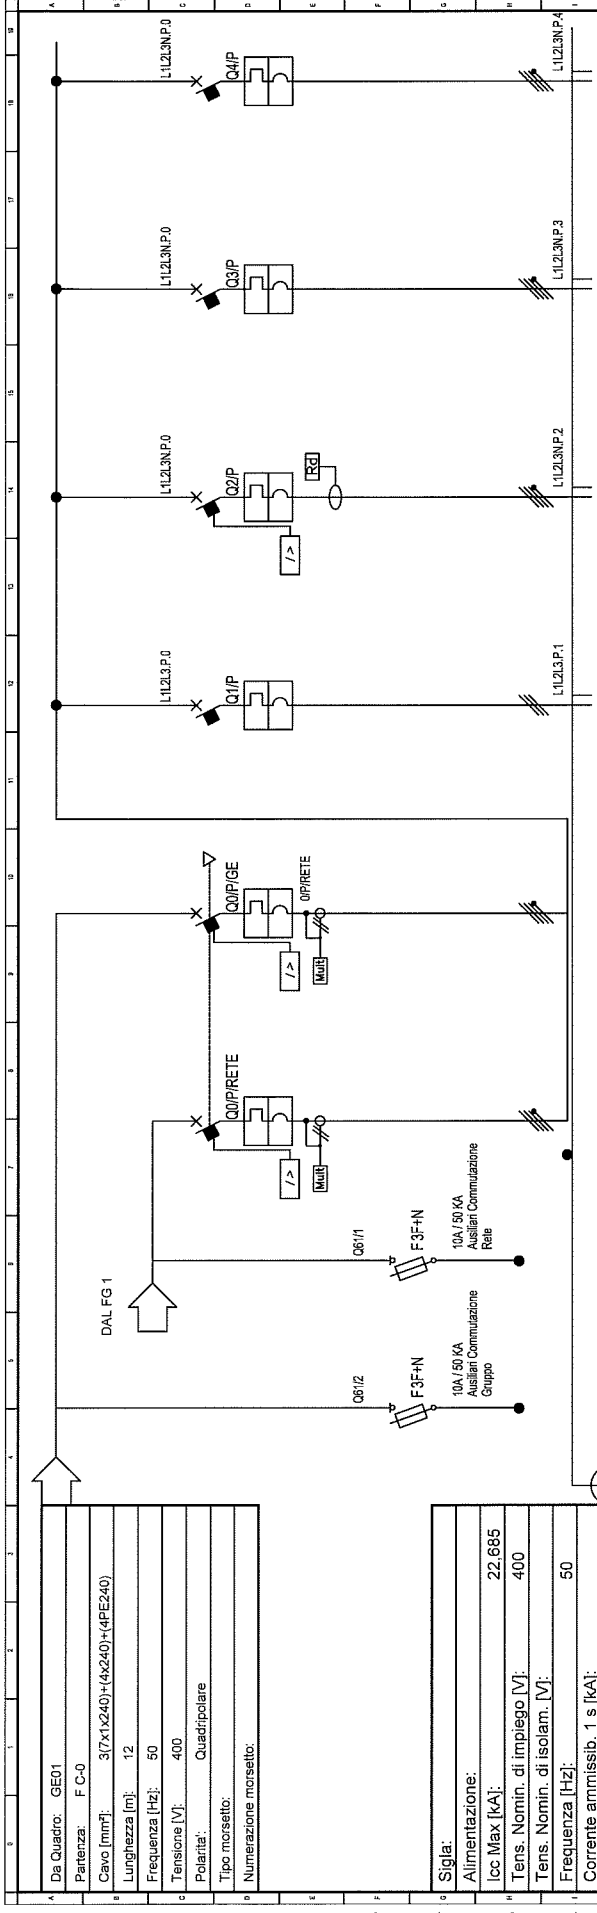 Da Quadro: GE01
Partenza: F C-0
Cavo [mm²]: 3(7x1x240)+(4x240)+(4PE240)
Lunghezza [m]: 12
Frequenza [Hz]: 50
Tensione [V]: 400
Polarita': Quadripolare
Tipo morsetto:
Numerazione morsetto:
Sigla:
Alimentazione:
Icc Max [kA]: 22,685
Tens. Nomin. di impiego [V]: 400
Tens. Nomin. di isolam. [V]:
Frequenza [Hz]: 50
Corrente ammissib. 1 s [kA]:
DAL FG 1
Q61/2
F3F+N
10A / 50 KA
Ausiliari Commutazione
Gruppo
Q61/1
F3F+N
10A / 50 KA
Ausiliari Commutazione
Rete
Q0/P/RETE
I >
Mult
Q0/P/GE
I >
Mult
0/P/RETE
L1L2L3.P.0
Q1/P
L1L2L3.P.1
L1L2L3N.P.0
Q2/P
I >
Rd
L1L2L3N.P.2
L1L2L3N.P.0
Q3/P
L1L2L3N.P.3
L1L2L3N.P.0
Q4/P
L1L2L3N.P.4